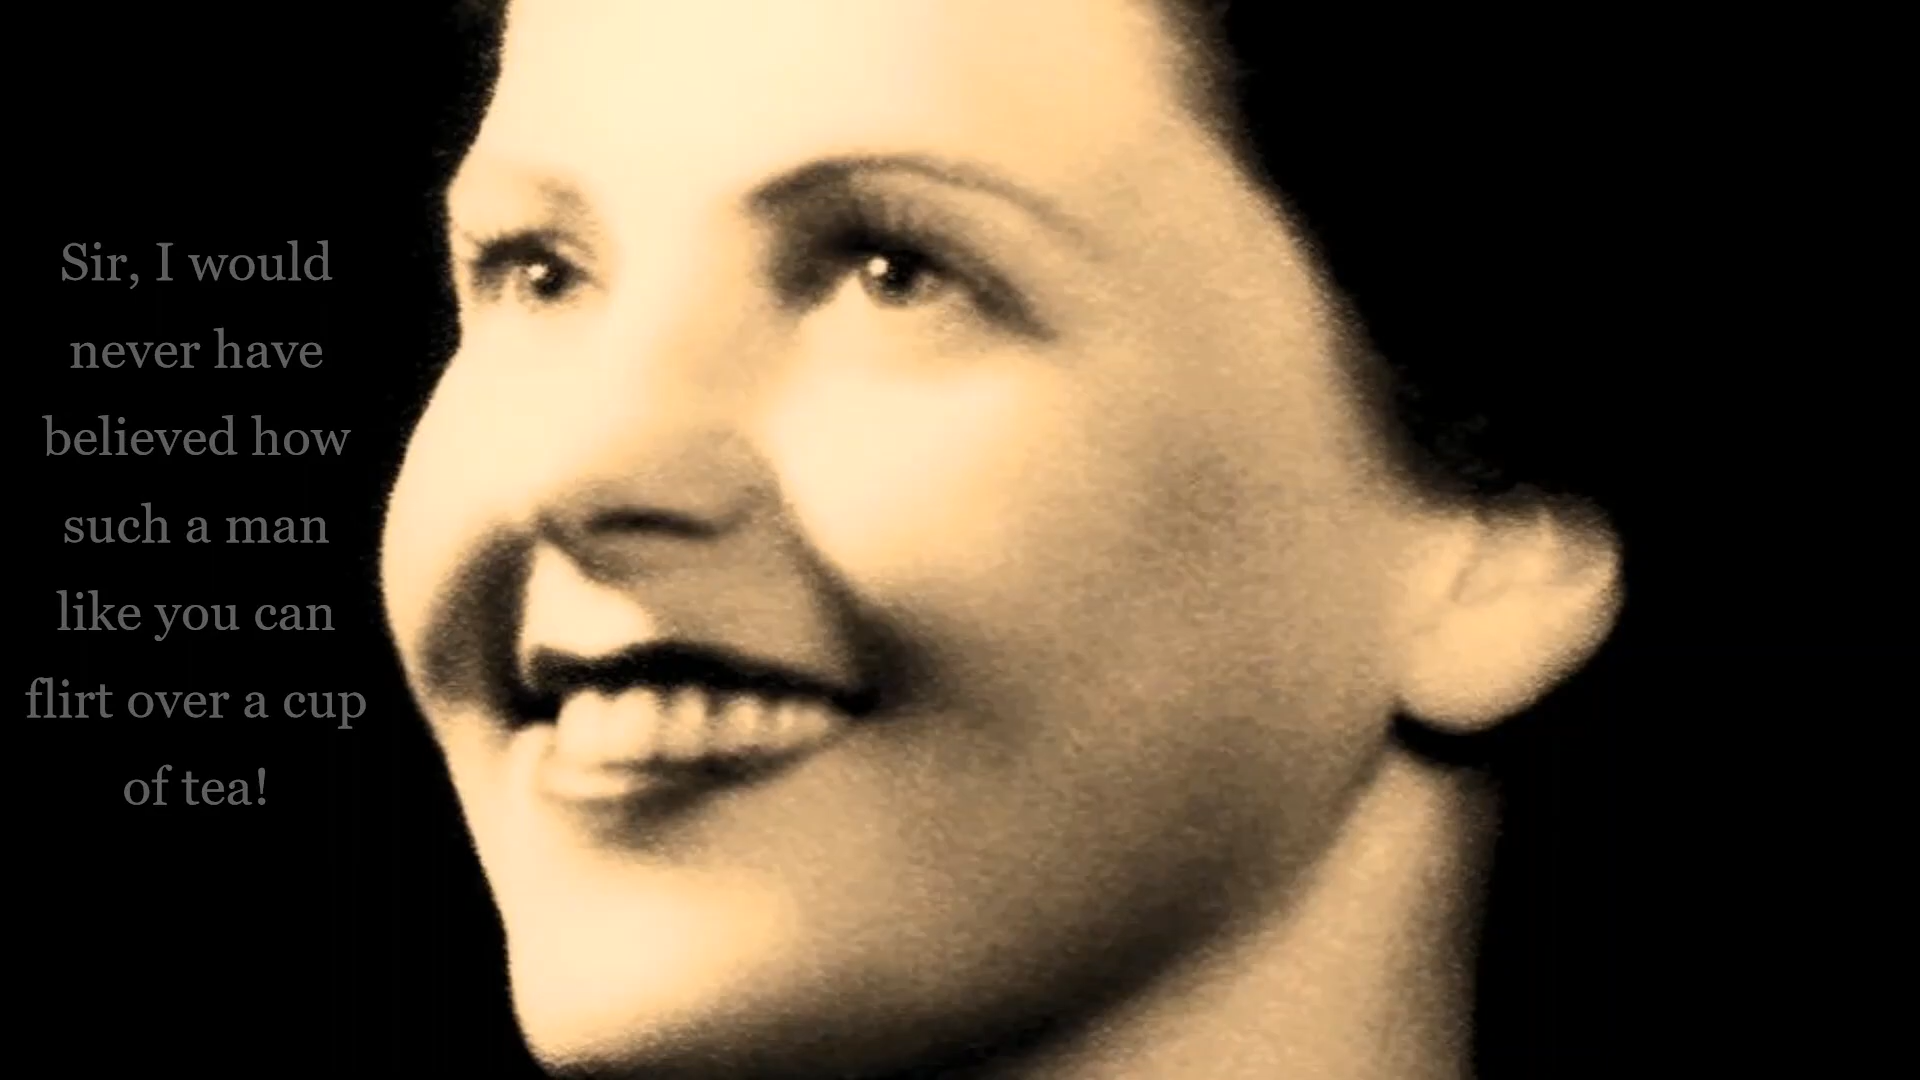 Sir, I would
never have
believed how
such a man
like you can
flirt over a cup
of tea!